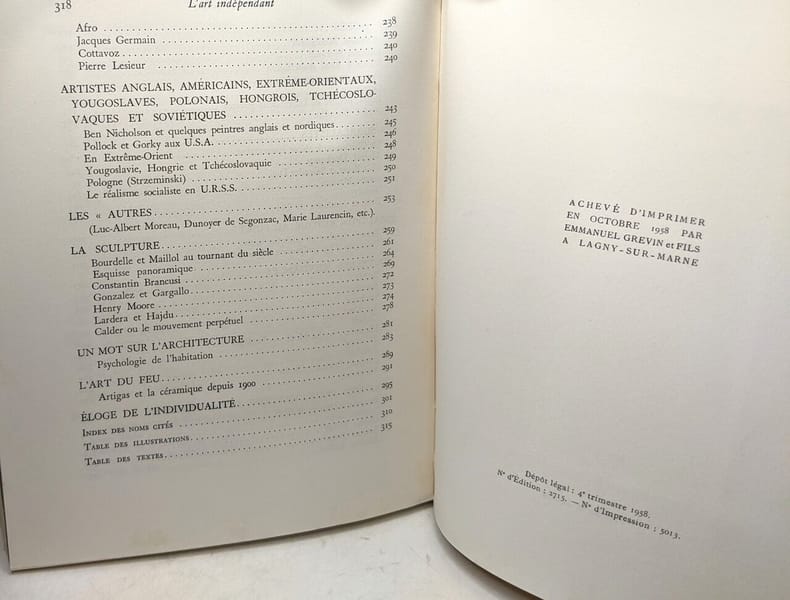 318 L'art indépendant
Afro . . . . . . . . . . . . . . . . . . . . 238
Jacques Germain . . . . . . . . . . . . . . . . . . . . 239
Cottavoz . . . . . . . . . . . . . . . . . . . . 240
Pierre Lesieur . . . . . . . . . . . . . . . . . . . . 240
ARTISTES ANGLAIS, AMÉRICAINS, EXTRÊME-ORIENTAUX,
YOUGOSLAVES, POLONAIS, HONGROIS, TCHÉCOSLO-
VAQUES ET SOVIÉTIQUES . . . . . . . . . . . . . . . . . . . . 243
Ben Nicholson et quelques peintres anglais et nordiques . . . . . . . 245
Pollock et Gorky aux U.S.A. . . . . . . . . . . . . . . . . . . . . 246
En Extrême-Orient . . . . . . . . . . . . . . . . . . . . 248
Yougoslavie, Hongrie et Tchécoslovaquie . . . . . . . . . . . . . 249
Pologne (Strzeminski) . . . . . . . . . . . . . . . . . . . . 250
Le réalisme socialiste en U.R.S.S. . . . . . . . . . . . . . . . . . . 251
LES « AUTRES . . . . . . . . . . . . . . . . . . . . 253
(Luc-Albert Moreau, Dunoyer de Segonzac, Marie Laurencin, etc.).
LA SCULPTURE . . . . . . . . . . . . . . . . . . . . 259
Bourdelle et Maillol au tournant du siècle . . . . . . . . . . . . . 261
Esquisse panoramique . . . . . . . . . . . . . . . . . . . . 264
Constantin Brancusi . . . . . . . . . . . . . . . . . . . . 269
Gonzalez et Gargallo . . . . . . . . . . . . . . . . . . . . 272
Henry Moore . . . . . . . . . . . . . . . . . . . . 273
Lardera et Hajdu . . . . . . . . . . . . . . . . . . . . 274
Calder ou le mouvement perpétuel . . . . . . . . . . . . . . . . 278
UN MOT SUR L'ARCHITECTURE . . . . . . . . . . . . . . . . 281
Psychologie de l'habitation . . . . . . . . . . . . . . . . . . . . 283
L'ART DU FEU . . . . . . . . . . . . . . . . . . . . 289
Artigas et la céramique depuis 1900 . . . . . . . . . . . . . . . . 291
ÉLOGE DE L'INDIVIDUALITÉ . . . . . . . . . . . . . . . . 295
INDEX DES NOMS CITÉS . . . . . . . . . . . . . . . . . . . . 301
TABLE DES ILLUSTRATIONS . . . . . . . . . . . . . . . . . . . . 310
TABLE DES TEXTES . . . . . . . . . . . . . . . . . . . . 315
ACHEVÉ D'IMPRIMER
EN OCTOBRE 1958 PAR
EMMANUEL GREVIN et FILS
A LAGNY-SUR-MARNE
Dépôt légal : 4e trimestre 1958.
N° d'Édition : 2715. — N° d'Impression : 5013.